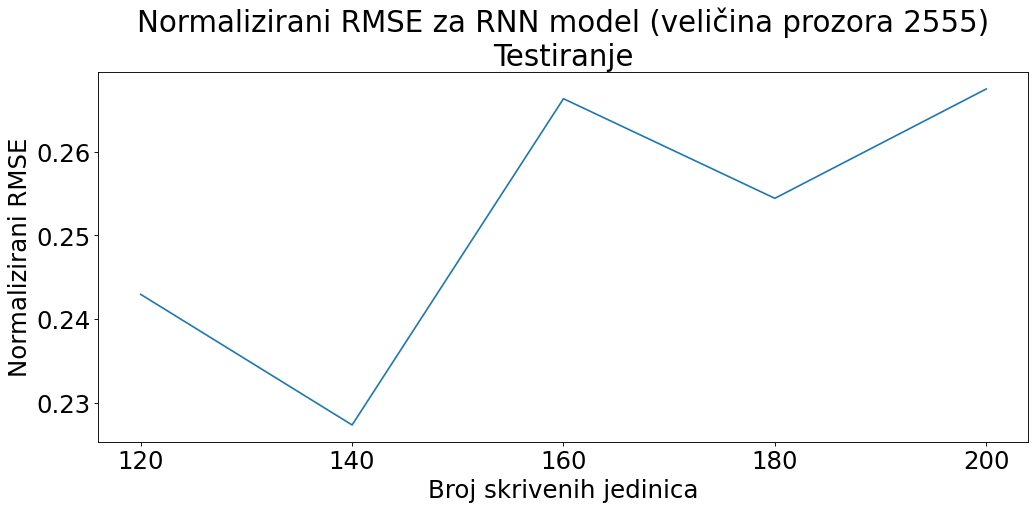 Normalizirani RMSE za RNN model (veličina prozora 2555)
Testiranje
Normalizirani RMSE
0.26
0.25
0.24
0.23
120 140 160 180 200
Broj skrivenih jedinica